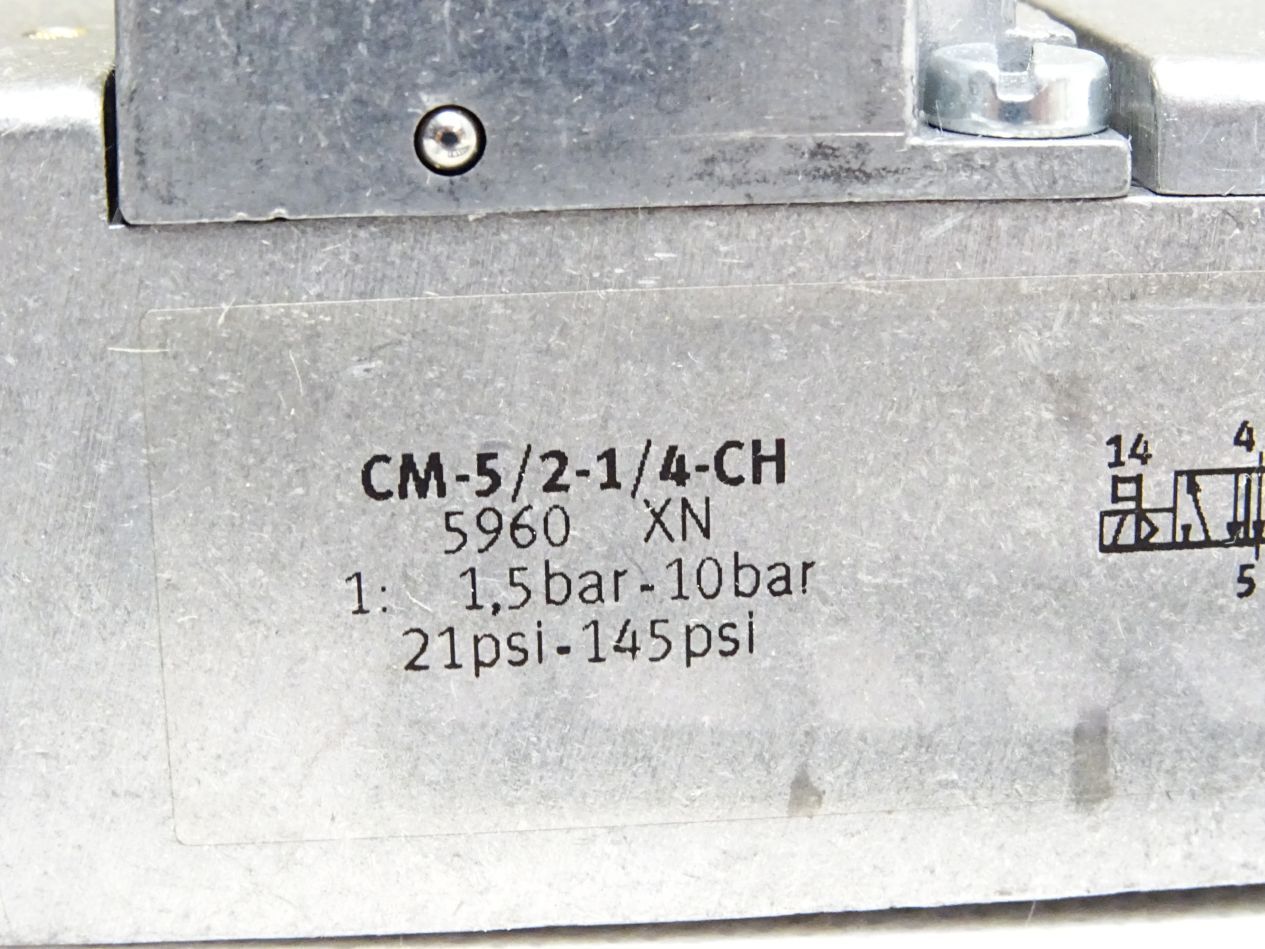 CM-5/2-1/4-CH
5960 XN
1: 1,5bar-10bar
21psi-145psi
14 4
5